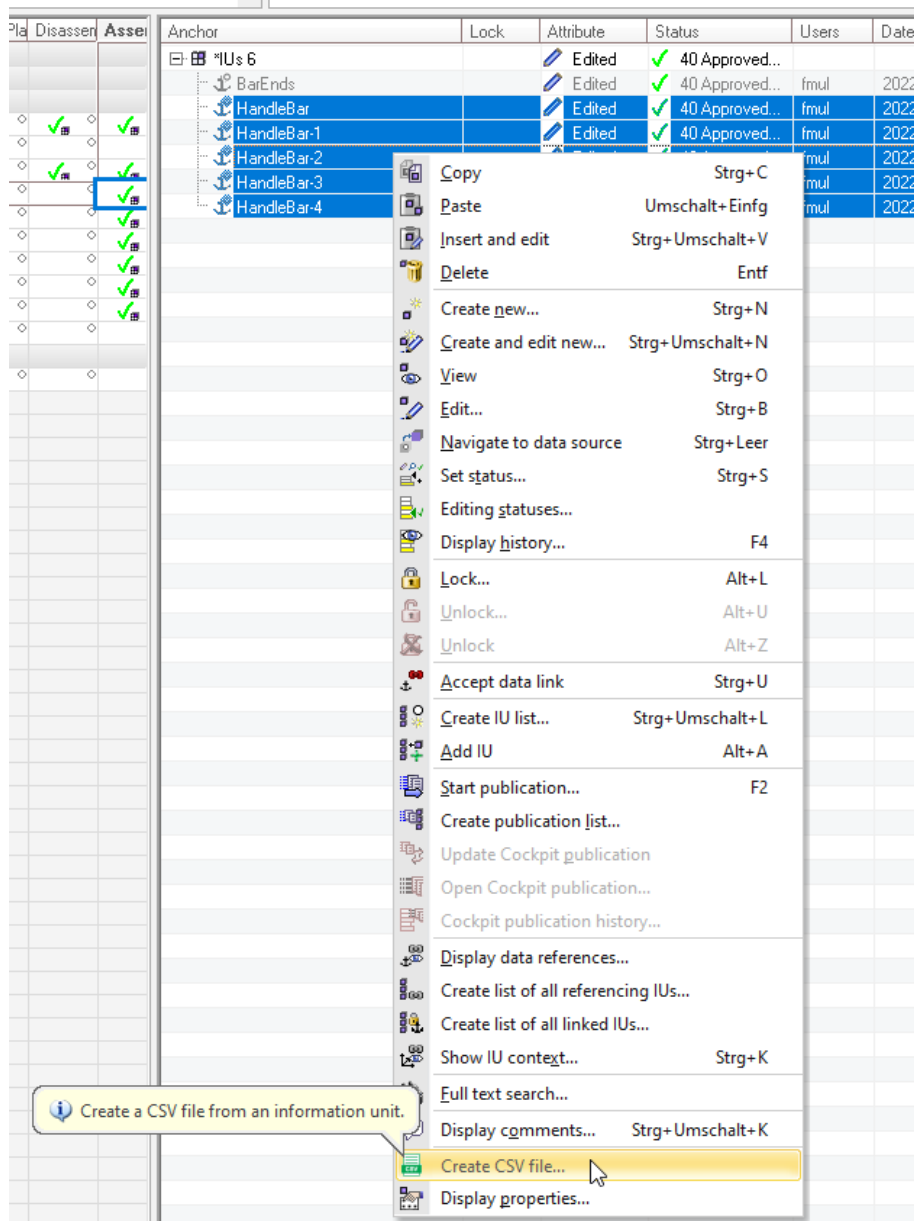 Pla Disassen Assei
Anchor Lock Attribute Status Users Date
*IUs 6 Edited 40 Approved...
BarEnds Edited 40 Approved... fmul 2022
HandleBar Edited 40 Approved... fmul 2022
HandleBar-1 Edited 40 Approved... fmul 2022
HandleBar-2 fmul 2022
HandleBar-3 fmul 2022
HandleBar-4 fmul 2022
Copy Strg+C
Paste Umschalt+Einfg
Insert and edit Strg+Umschalt+V
Delete Entf
Create new... Strg+N
Create and edit new... Strg+Umschalt+N
View Strg+O
Edit... Strg+B
Navigate to data source Strg+Leer
Set status... Strg+S
Editing statuses...
Display history... F4
Lock... Alt+L
Unlock... Alt+U
Unlock Alt+Z
Accept data link Strg+U
Create IU list... Strg+Umschalt+L
Add IU Alt+A
Start publication... F2
Create publication list...
Update Cockpit publication
Open Cockpit publication...
Cockpit publication history...
Display data references...
Create list of all referencing IUs...
Create list of all linked IUs...
Show IU context... Strg+K
Full text search...
Create a CSV file from an information unit.
Display comments... Strg+Umschalt+K
CSV Create CSV file...
Display properties...